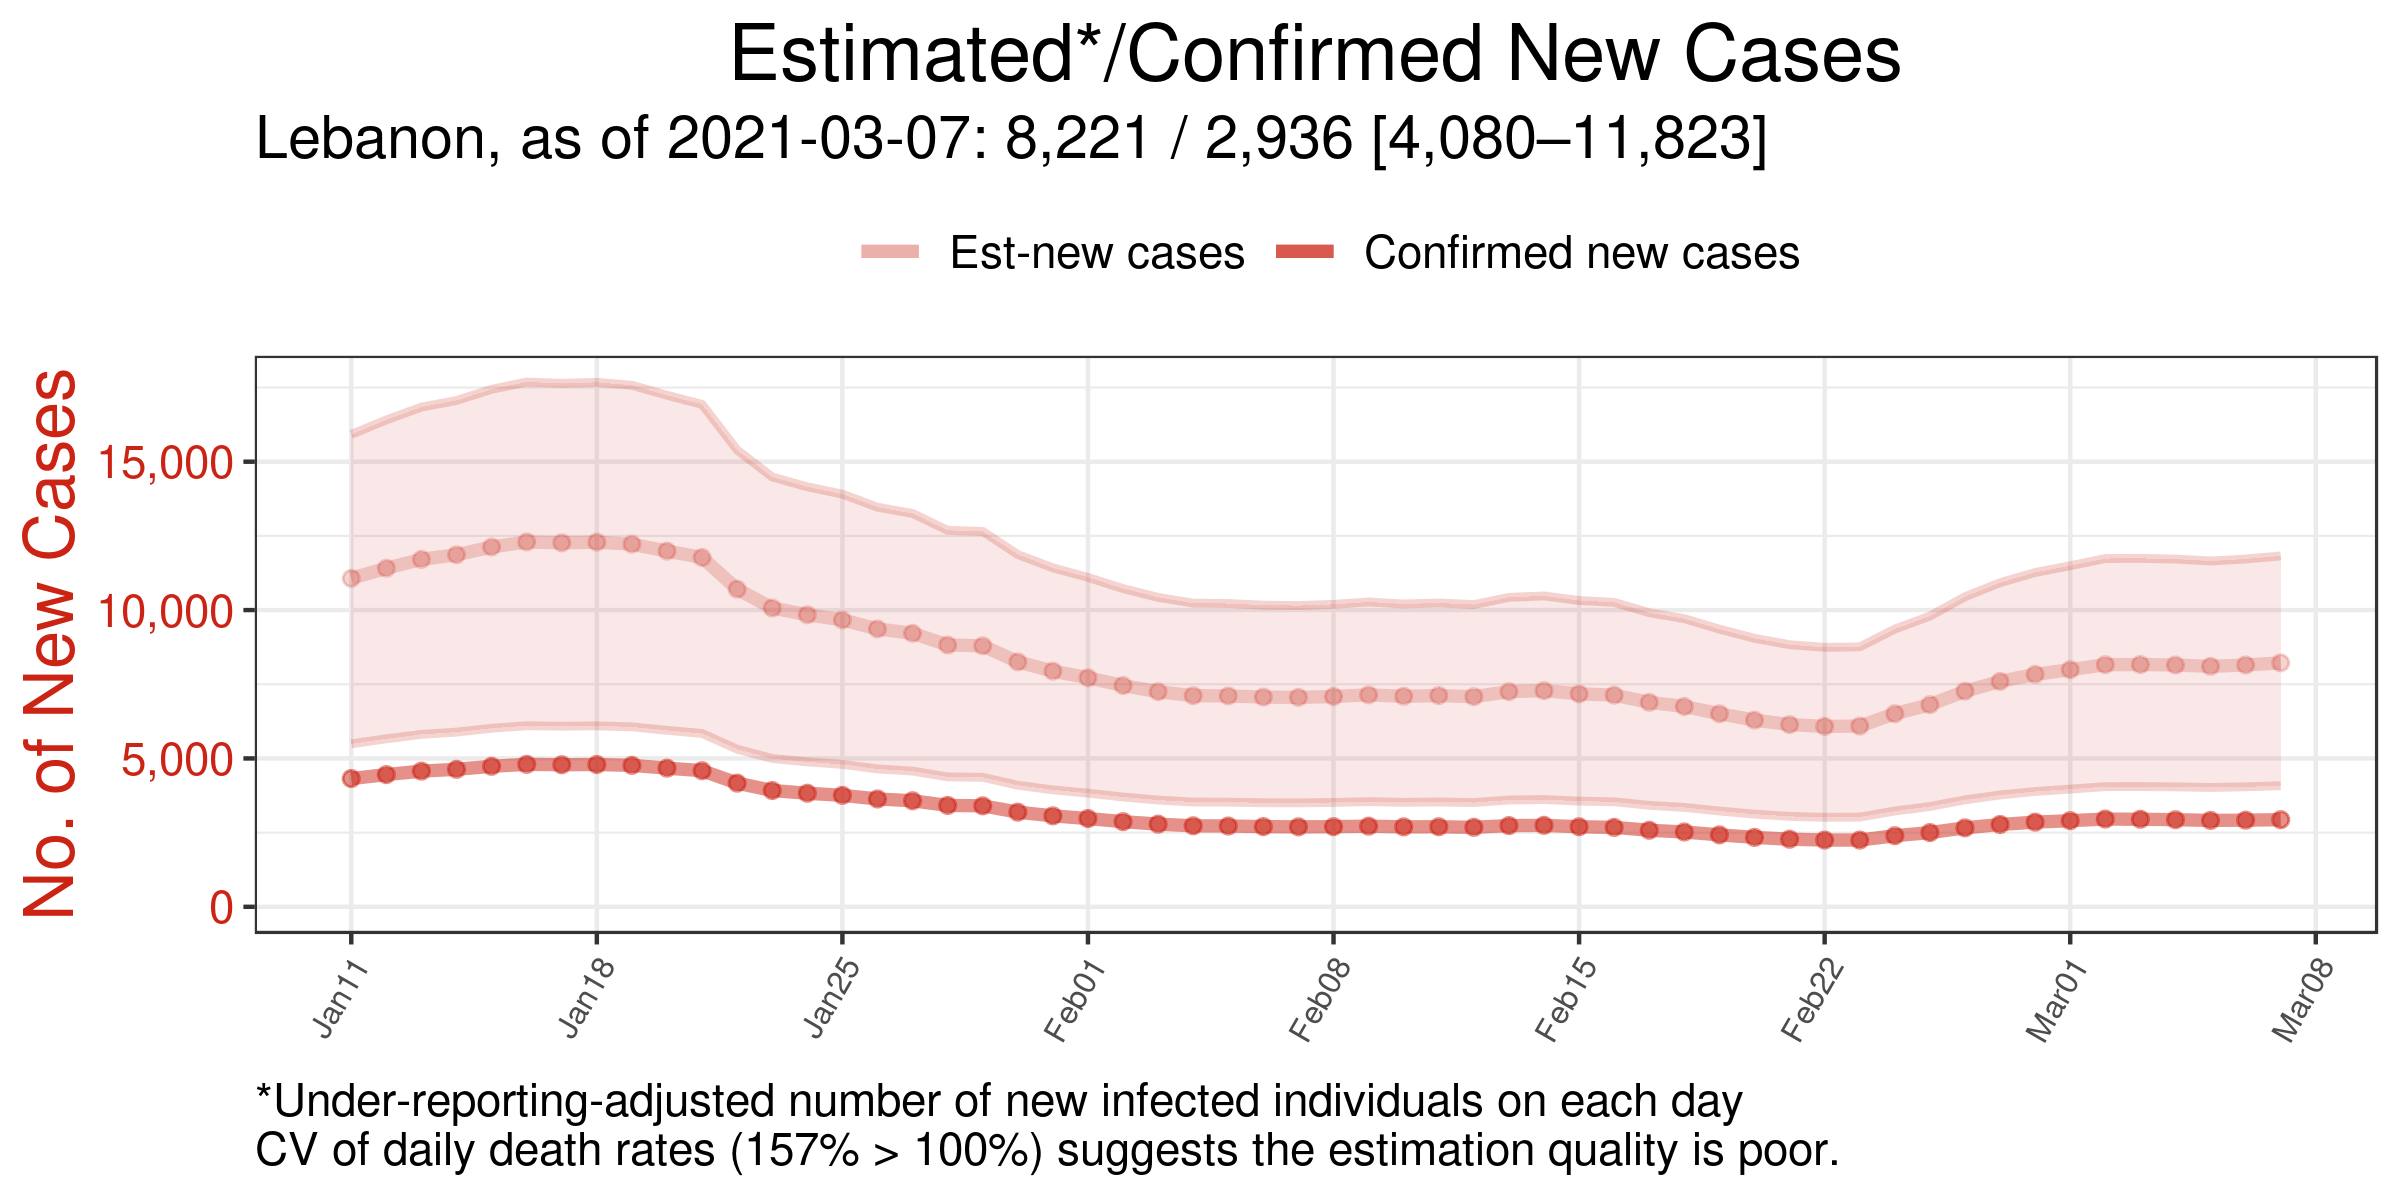 Estimated*/Confirmed New Cases
Lebanon, as of 2021-03-07: 8,221 / 2,936 [4,080–11,823]
Est-new cases
Confirmed new cases
No. of New Cases
15,000
10,000
5,000
0
Jan11
Jan18
Jan25
Feb01
Feb08
Feb15
Feb22
Mar01
Mar08
*Under-reporting-adjusted number of new infected individuals on each day
CV of daily death rates (157% > 100%) suggests the estimation quality is poor.